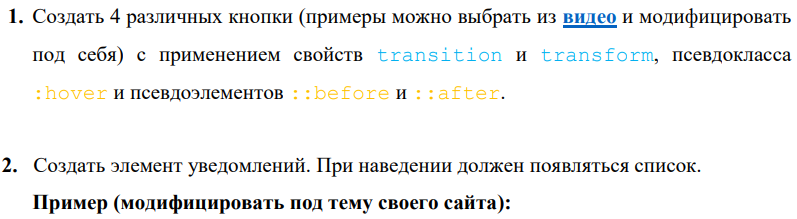 1. Создать 4 различных кнопки (примеры можно выбрать из видео и модифицировать
под себя) с применением свойств transition и transform, псевдокласса
:hover и псевдоэлементов ::before и ::after.
2. Создать элемент уведомлений. При наведении должен появляться список.
Пример (модифицировать под тему своего сайта):